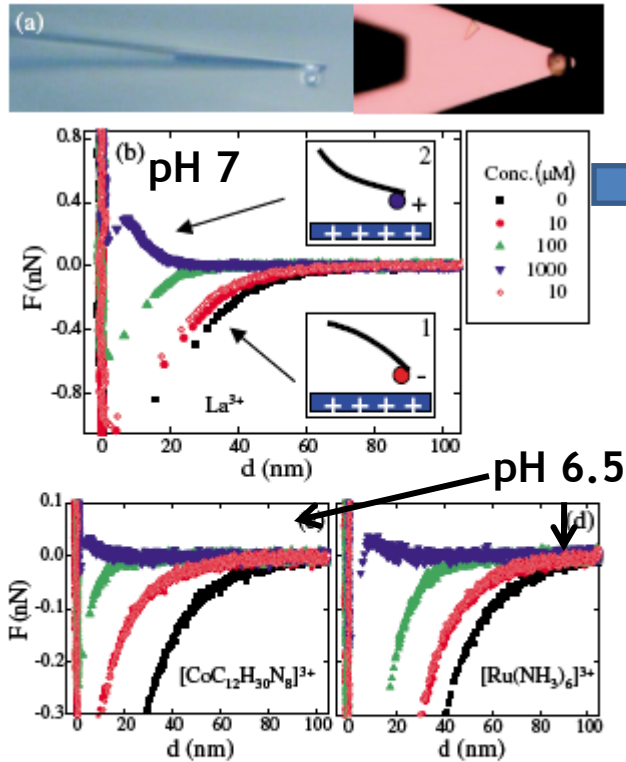 (a)
0.8
0.4
0.0
-0.4
-0.8
F (nN)
(b)
pH 7
2
+
+ + + +
1
-
+ + + +
La³⁺
0 20 40 60 80 100
d (nm)
Conc. (μM)
0
10
100
1000
10
pH 6.5
0.1
0.0
-0.1
-0.2
-0.3
F (nN)
[CoC₁₂H₃₀N₈]³⁺
0 20 40 60 80 100
d (nm)
(d)
[Ru(NH₃)₆]³⁺
0 20 40 60 80 100
d (nm)